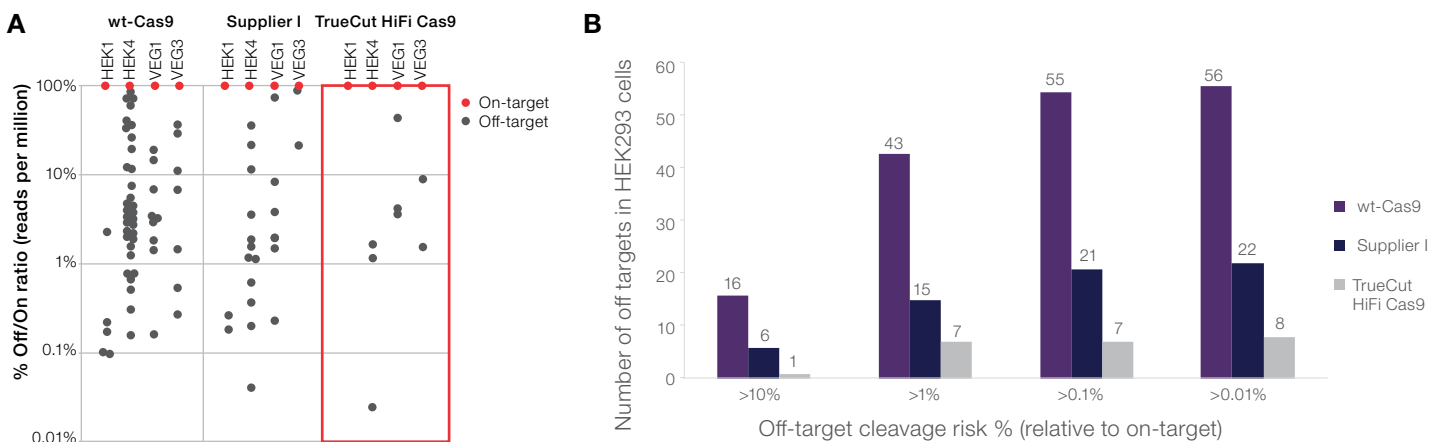 A
wt-Cas9 Supplier I TrueCut HiFi Cas9
HEK1 HEK4 VEG1 VEG3 HEK1 HEK4 VEG1 VEG3 HEK1 HEK4 VEG1 VEG3
% Off/On ratio (reads per million)
100%
10%
1%
0.1%
0.01%
On-target
Off-target
B
Number of off targets in HEK293 cells
60
50
40
30
20
10
0
16 6 1
43 15 7
55 21 7
56 22 8
>10% >1% >0.1% >0.01%
Off-target cleavage risk % (relative to on-target)
wt-Cas9
Supplier I
TrueCut
HiFi Cas9